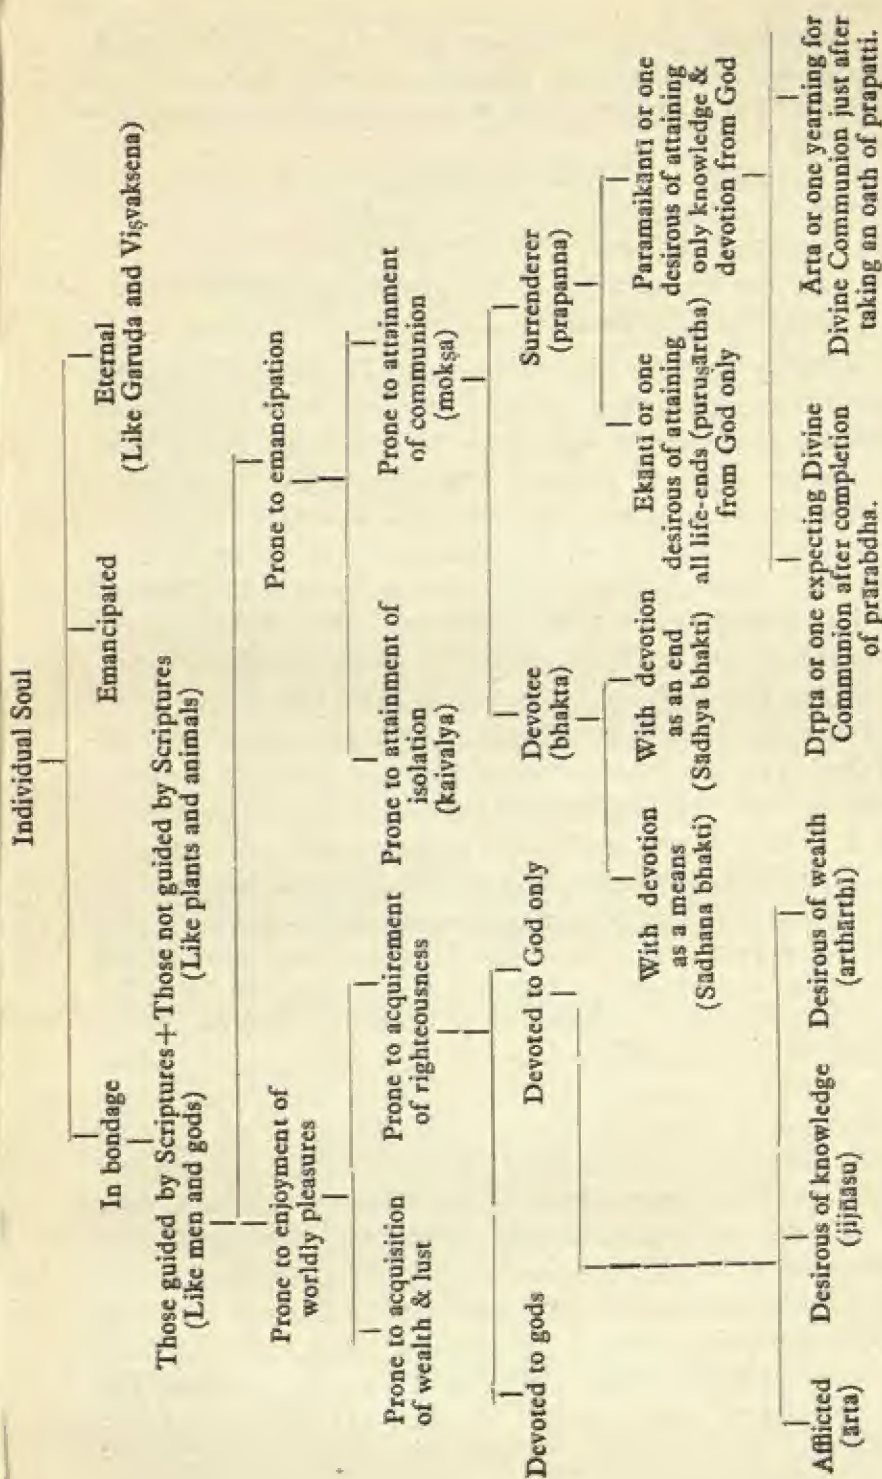 Individual Soul
In bondage
Emancipated
Eternal
(Like Garuḍa and Viṣvaksena)
Those guided by Scriptures+Those not guided by Scriptures
(Like men and gods)
(Like plants and animals)
Prone to enjoyment of
worldly pleasures
Prone to emancipation
Prone to acquisition
of wealth & lust
Prone to acquirement
of righteousness
Prone to attainment of
isolation
(kaivalya)
Prone to attainment
of communion
(mokṣa)
Devoted to gods
Devoted to God only
Devotee
(bhakta)
Surrenderer
(prapanna)
With devotion
as a means
(Sādhana bhakti)
With devotion
as an end
(Sādhya bhakti)
Ekāntī or one
desirous of attaining
all life-ends (puruṣārtha)
from God only
Paramaikāntī or one
desirous of attaining
only knowledge &
devotion from God
Afflicted
(ārta)
Desirous of knowledge
(jijñāsu)
Desirous of wealth
(arthārthī)
Dṛpta or one expecting Divine
Communion after completion
of prārabdha.
Ārta or one yearning for
Divine Communion just after
taking an oath of prapatti.